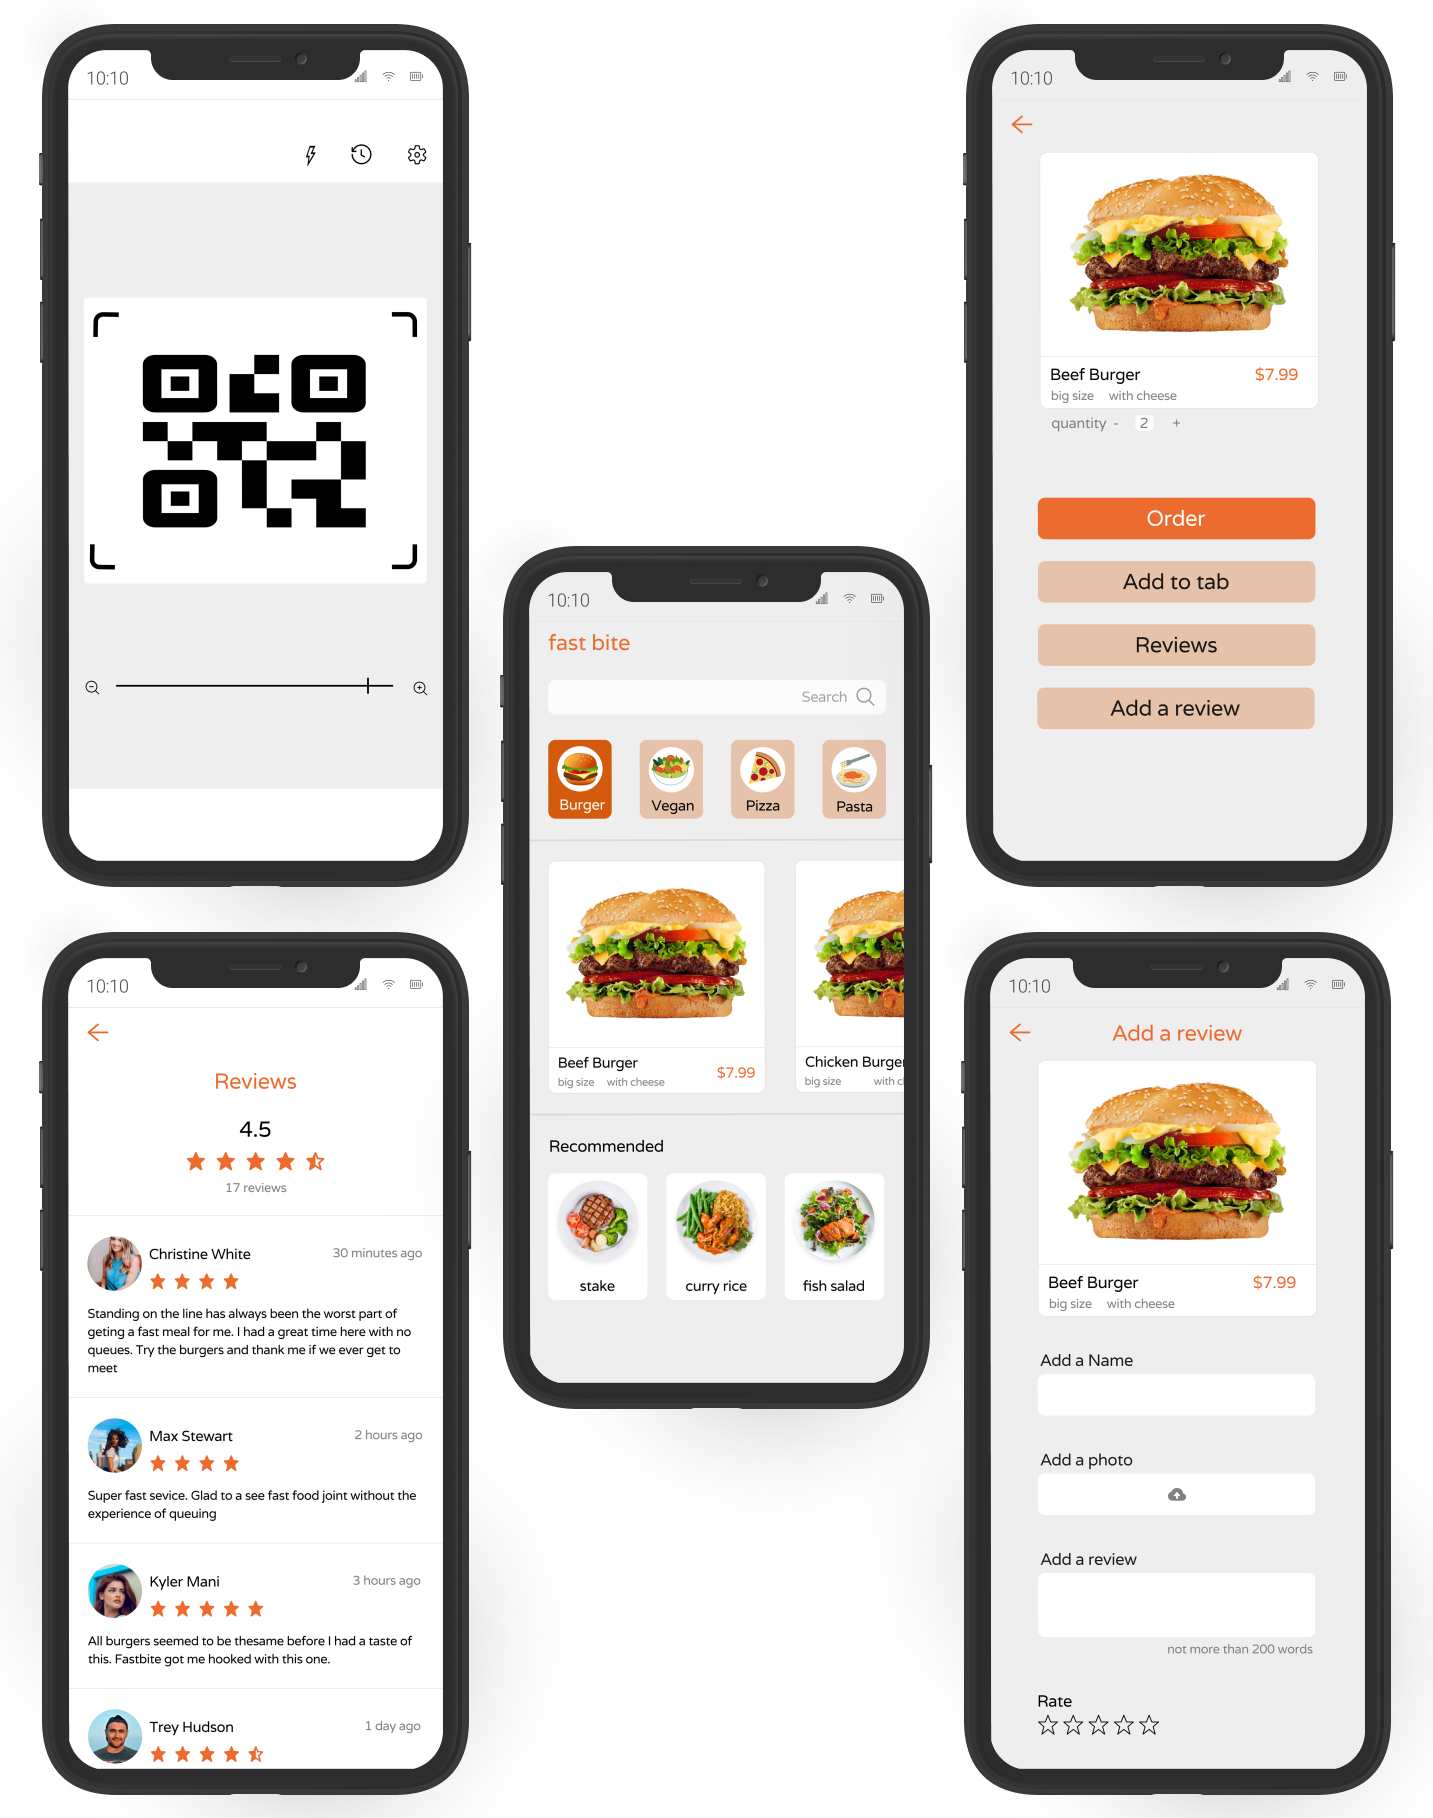 10:10
10:10
Beef Burger
$7.99
big size with cheese
quantity - 2 +
Order
Add to tab
Reviews
Add a review
10:10
fast bite
Search
Burger
Vegan
Pizza
Pasta
Beef Burger
big size with cheese
$7.99
Chicken Burger
big size with c
Recommended
stake
curry rice
fish salad
10:10
Reviews
4.5
17 reviews
Christine White
30 minutes ago
Standing on the line has always been the worst part of
geting a fast meal for me. I had a great time here with no
queues. Try the burgers and thank me if we ever get to
meet
Max Stewart
2 hours ago
Super fast sevice. Glad to a see fast food joint without the
experience of queuing
Kyler Mani
3 hours ago
All burgers seemed to be thesame before I had a taste of
this. Fastbite got me hooked with this one.
Trey Hudson
1 day ago
10:10
Add a review
Beef Burger
$7.99
big size with cheese
Add a Name
Add a photo
Add a review
not more than 200 words
Rate